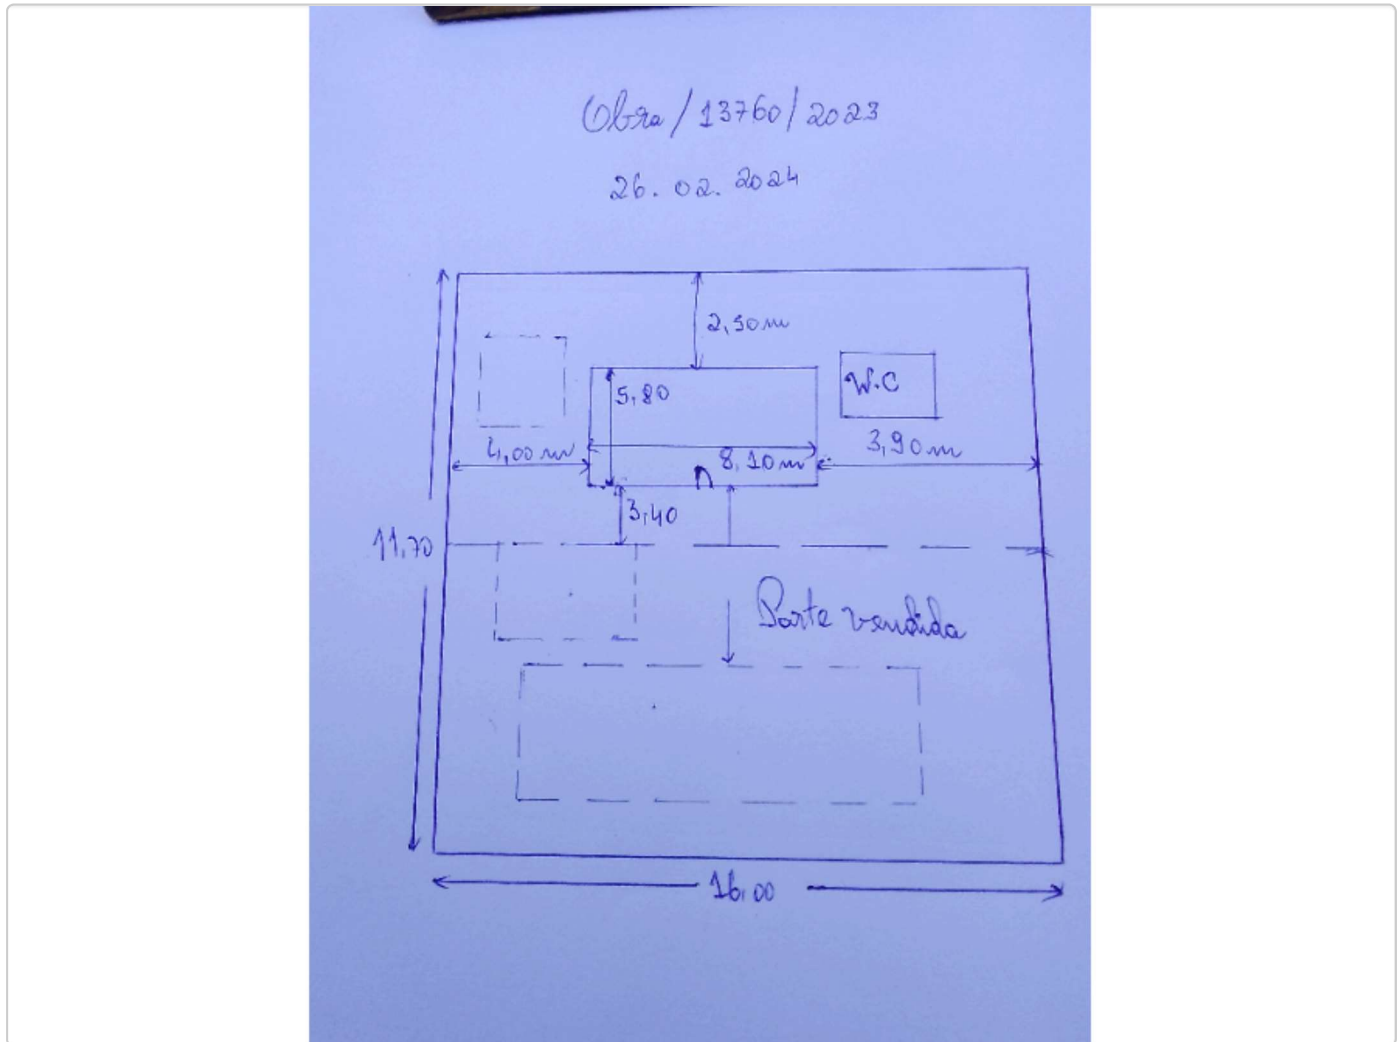 Obra/13760/2023
26.02.2024
2,50m
5,80
W.C
4,00m
8,10m
3,90m
3,40
11,70
Parte vendida
16,00